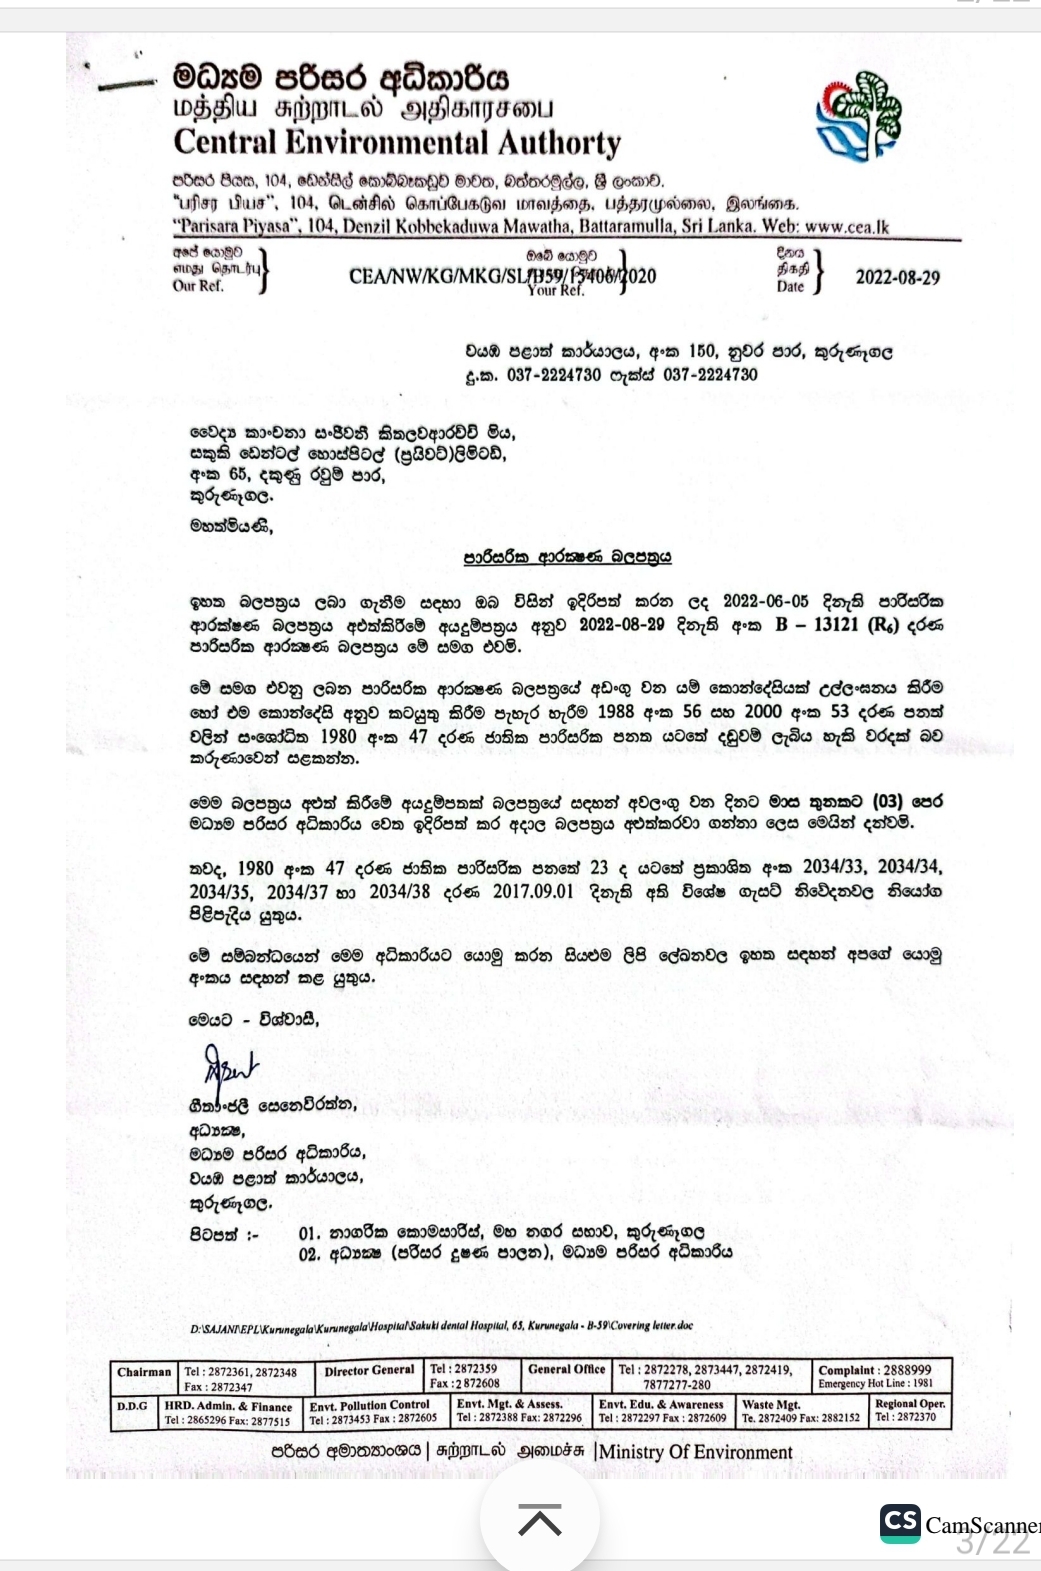 මධ්‍යම පරිසර අධිකාරිය
மத்திய சுற்றாடல் அதிகாரசபை
Central Environmental Authorty
පරිසර පියස, 104, ඩෙන්සිල් කොබ්බෑකඩුව මාවත, බත්තරමුල්ල, ශ්‍රී ලංකාව.
"பரிசர பியச", 104, டென்சில் கொப்பேகடுவ மாவத்தை, பத்தரமுல்லை, இலங்கை.
"Parisara Piyasa", 104, Denzil Kobbekaduwa Mawatha, Battaramulla, Sri Lanka. Web: www.cea.lk
අපේ යොමුව
எமது தொடர்பு
Our Ref.
CEA/NW/KG/MKG/SL/B59/15406/2020
ඔබේ යොමුව
Your Ref.
දිනය
திகதி
Date
2022-08-29
වයඹ පළාත් කාර්යාලය, අංක 150, නුවර පාර, කුරුණෑගල
දු.ක. 037-2224730 ෆැක්ස් 037-2224730
වෛද්‍ය කාංචනා සංජීවනී කිතලවආරච්චි මිය,
සකුකි ඩෙන්ටල් හොස්පිටල් (ප්‍රයිවට්)ලිමිටඩ්,
අංක 65, දකුණු රවුම් පාර,
කුරුණෑගල.
මහත්මියණි,
පාරිසරික ආරක්ෂණ බලපත්‍රය
ඉහත බලපත්‍රය ලබා ගැනීම සඳහා ඔබ විසින් ඉදිරිපත් කරන ලද 2022-06-05 දිනැති පාරිසරික
ආරක්ෂණ බලපත්‍රය අළුත්කිරීමේ අයදුම්පත්‍රය අනුව 2022-08-29 දිනැති අංක B – 13121 (R₆) දරණ
පාරිසරික ආරක්ෂණ බලපත්‍රය මේ සමග එවමි.
මේ සමග එවනු ලබන පාරිසරික ආරක්ෂණ බලපත්‍රයේ අඩංගු වන යම් කොන්දේසියක් උල්ලංඝනය කිරීම
හෝ එම කොන්දේසි අනුව කටයුතු කිරීම පැහැර හැරීම 1988 අංක 56 සහ 2000 අංක 53 දරණ පනත්
වලින් සංශෝධිත 1980 අංක 47 දරණ ජාතික පාරිසරික පනත යටතේ දඬුවම් ලැබිය හැකි වරදක් බව
කරුණාවෙන් සළකන්න.
මෙම බලපත්‍රය අළුත් කිරීමේ අයදුම්පතක් බලපත්‍රයේ සඳහන් අවලංගු වන දිනට මාස තුනකට (03) පෙර
මධ්‍යම පරිසර අධිකාරිය වෙත ඉදිරිපත් කර අදාල බලපත්‍රය අළුත්කරවා ගන්නා ලෙස මෙයින් දන්වමි.
තවද, 1980 අංක 47 දරණ ජාතික පාරිසරික පනතේ 23 ද යටතේ ප්‍රකාශිත අංක 2034/33, 2034/34,
2034/35, 2034/37 හා 2034/38 දරණ 2017.09.01 දිනැති අති විශේෂ ගැසට් නිවේදනවල නියෝග
පිළිපැදිය යුතුය.
මේ සම්බන්ධයෙන් මෙම අධිකාරියට යොමු කරන සියළුම ලිපි ලේඛනවල ඉහත සඳහන් අපගේ යොමු
අංකය සඳහන් කළ යුතුය.
මෙයට - විශ්වාසී,
ගීතාංජලී සෙනෙවිරත්න,
අධ්‍යක්ෂ,
මධ්‍යම පරිසර අධිකාරිය,
වයඹ පළාත් කාර්යාලය,
කුරුණෑගල.
පිටපත් :- 01. නාගරික කොමසාරිස්, මහ නගර සභාව, කුරුණෑගල
02. අධ්‍යක්ෂ (පරිසර දූෂණ පාලන), මධ්‍යම පරිසර අධිකාරිය
D:\SAJANI\EPL\Kurunegala\Kurunegala\Hospital\Sakuki dental Hospital, 65, Kurunegala - B-59\Covering letter.doc
Chairman Tel : 2872361, 2872348 Fax : 2872347 Director General Tel : 2872359 Fax :2872608 General Office Tel : 2872278, 2873447, 2872419, 7877277-280 Complaint : 2888999 Emergency Hot Line : 1981
D.D.G HRD. Admin. & Finance Tel : 2865296 Fax: 2877515 Envt. Pollution Control Tel : 2873453 Fax : 2872605 Envt. Mgt. & Assess. Tel : 2872388 Fax: 2872296 Envt. Edu. & Awareness Tel : 2872297 Fax : 2872609 Waste Mgt. Te. 2872409 Fax: 2882152 Regional Oper. Tel : 2872370
පරිසර අමාත්‍යාංශය | சுற்றாடல் அமைச்சு |Ministry Of Environment
CS CamScanner
3/22